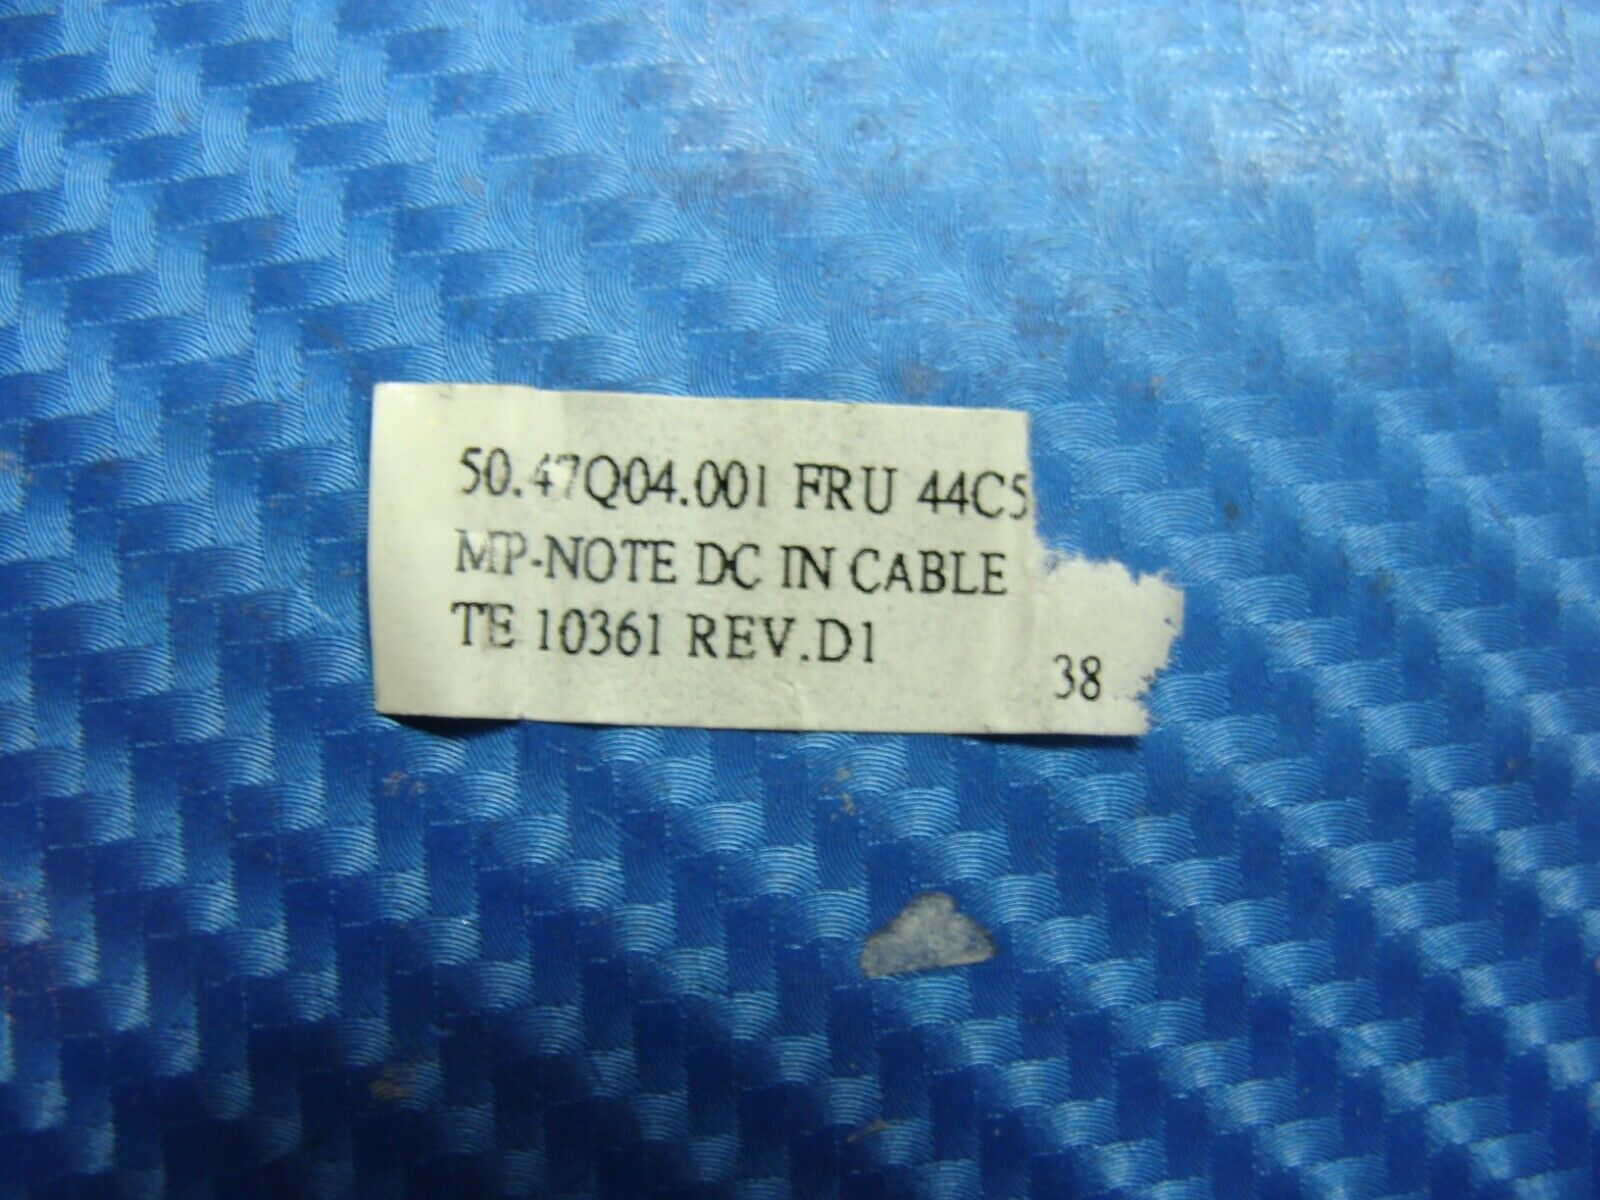 50.47Q04.001 FRU 44C5
MP-NOTE DC IN CABLE
TE 10361 REV.D1
38